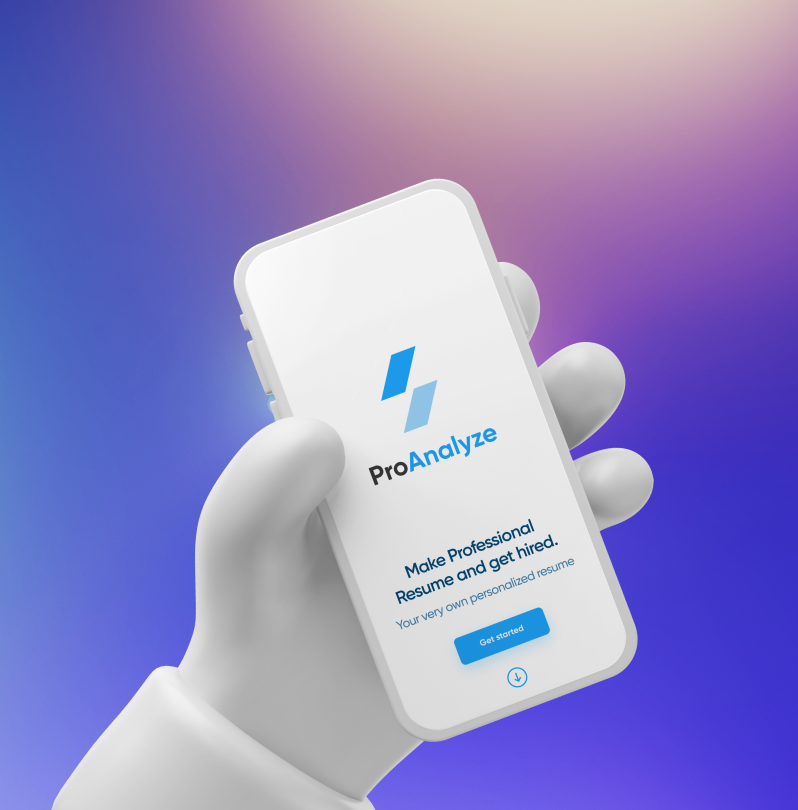 ProAnalyze
Make Professional
Resume and get hired.
Your very own personalized resume
Get started